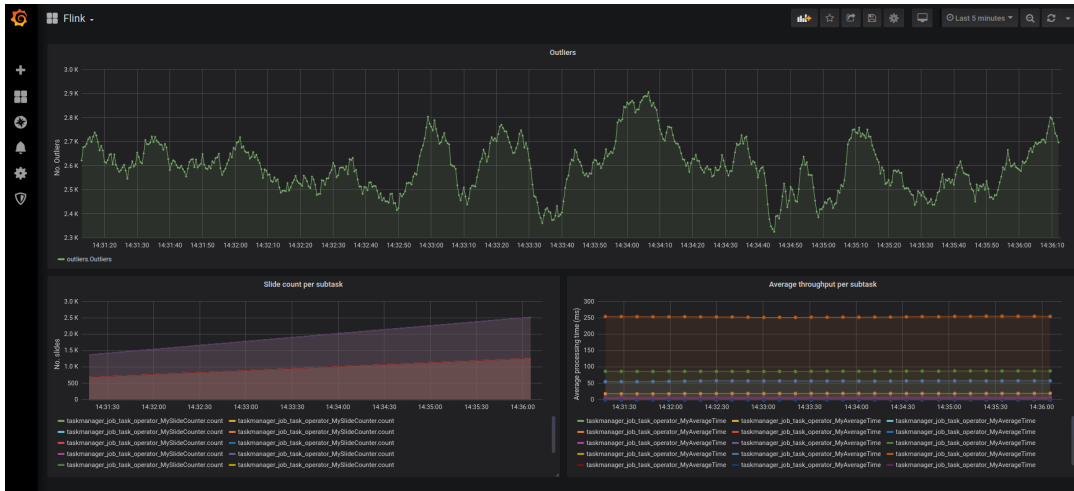 Flink
Last 5 minutes
Outliers
3.0 K
2.9 K
2.8 K
2.7 K
2.6 K
2.5 K
2.4 K
2.3 K
No. Outliers
14:31:20 14:31:30 14:31:40 14:31:50 14:32:00 14:32:10 14:32:20 14:32:30 14:32:40 14:32:50 14:33:00 14:33:10 14:33:20 14:33:30 14:33:40 14:33:50 14:34:00 14:34:10 14:34:20 14:34:30 14:34:40 14:34:50 14:35:00 14:35:10 14:35:20 14:35:30 14:35:40 14:35:50 14:36:00 14:36:10
outliers.Outliers
Slide count per subtask
3.0 K
2.5 K
2.0 K
1.5 K
1.0 K
500
0
No. slides
14:31:30 14:32:00 14:32:30 14:33:00 14:33:30 14:34:00 14:34:30 14:35:00 14:35:30 14:36:00
taskmanager_job_task_operator_MySlideCounter.count taskmanager_job_task_operator_MySlideCounter.count
taskmanager_job_task_operator_MySlideCounter.count taskmanager_job_task_operator_MySlideCounter.count
taskmanager_job_task_operator_MySlideCounter.count taskmanager_job_task_operator_MySlideCounter.count
taskmanager_job_task_operator_MySlideCounter.count taskmanager_job_task_operator_MySlideCounter.count
taskmanager_job_task_operator_MySlideCounter.count taskmanager_job_task_operator_MySlideCounter.count
Average throughput per subtask
300
250
200
150
100
50
0
Average processing time (ms)
14:31:30 14:32:00 14:32:30 14:33:00 14:33:30 14:34:00 14:34:30 14:35:00 14:35:30 14:36:00
taskmanager_job_task_operator_MyAverageTime taskmanager_job_task_operator_MyAverageTime taskmanager_job_task_operator_MyAverageTime
taskmanager_job_task_operator_MyAverageTime taskmanager_job_task_operator_MyAverageTime taskmanager_job_task_operator_MyAverageTime
taskmanager_job_task_operator_MyAverageTime taskmanager_job_task_operator_MyAverageTime taskmanager_job_task_operator_MyAverageTime
taskmanager_job_task_operator_MyAverageTime taskmanager_job_task_operator_MyAverageTime taskmanager_job_task_operator_MyAverageTime
taskmanager_job_task_operator_MyAverageTime taskmanager_job_task_operator_MyAverageTime taskmanager_job_task_operator_MyAverageTime